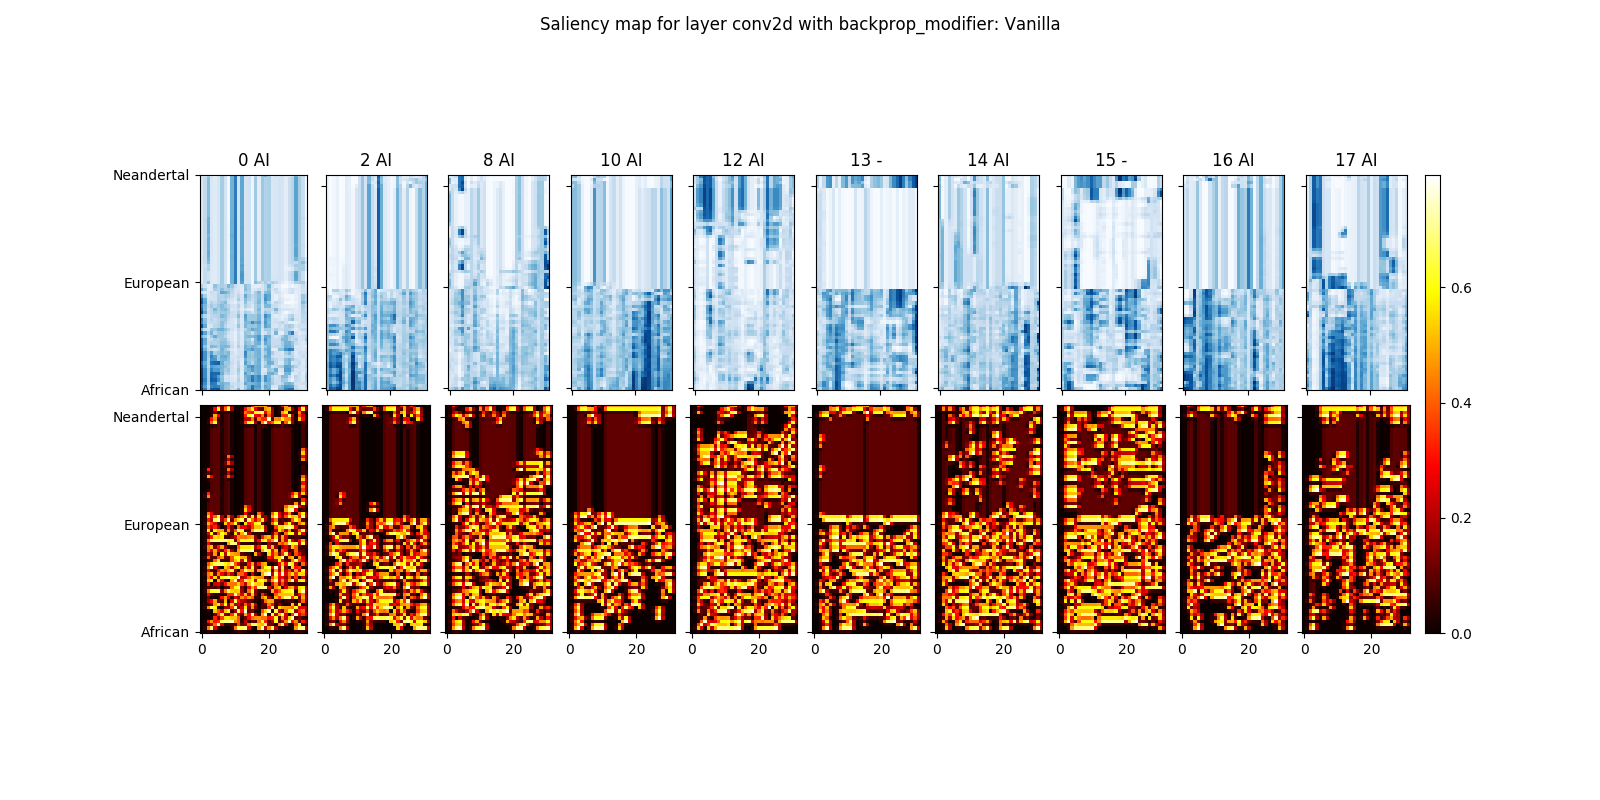 Saliency map for layer conv2d with backprop_modifier: Vanilla
0 AI 2 AI 8 AI 10 AI 12 AI 13 - 14 AI 15 - 16 AI 17 AI
Neandertal
European
African
Neandertal
European
African
0 20 0 20 0 20 0 20 0 20 0 20 0 20 0 20 0 20 0 20
0.6
0.4
0.2
0.0